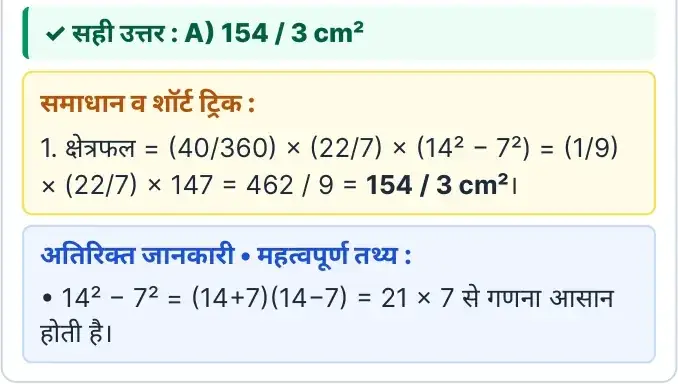 ✓ सही उत्तर : A) 154 / 3 cm²
समाधान व शॉर्ट ट्रिक :
1. क्षेत्रफल = (40/360) × (22/7) × (14² − 7²) = (1/9)
× (22/7) × 147 = 462 / 9 = 154 / 3 cm²।
अतिरिक्त जानकारी • महत्वपूर्ण तथ्य :
• 14² − 7² = (14+7)(14−7) = 21 × 7 से गणना आसान
होती है।